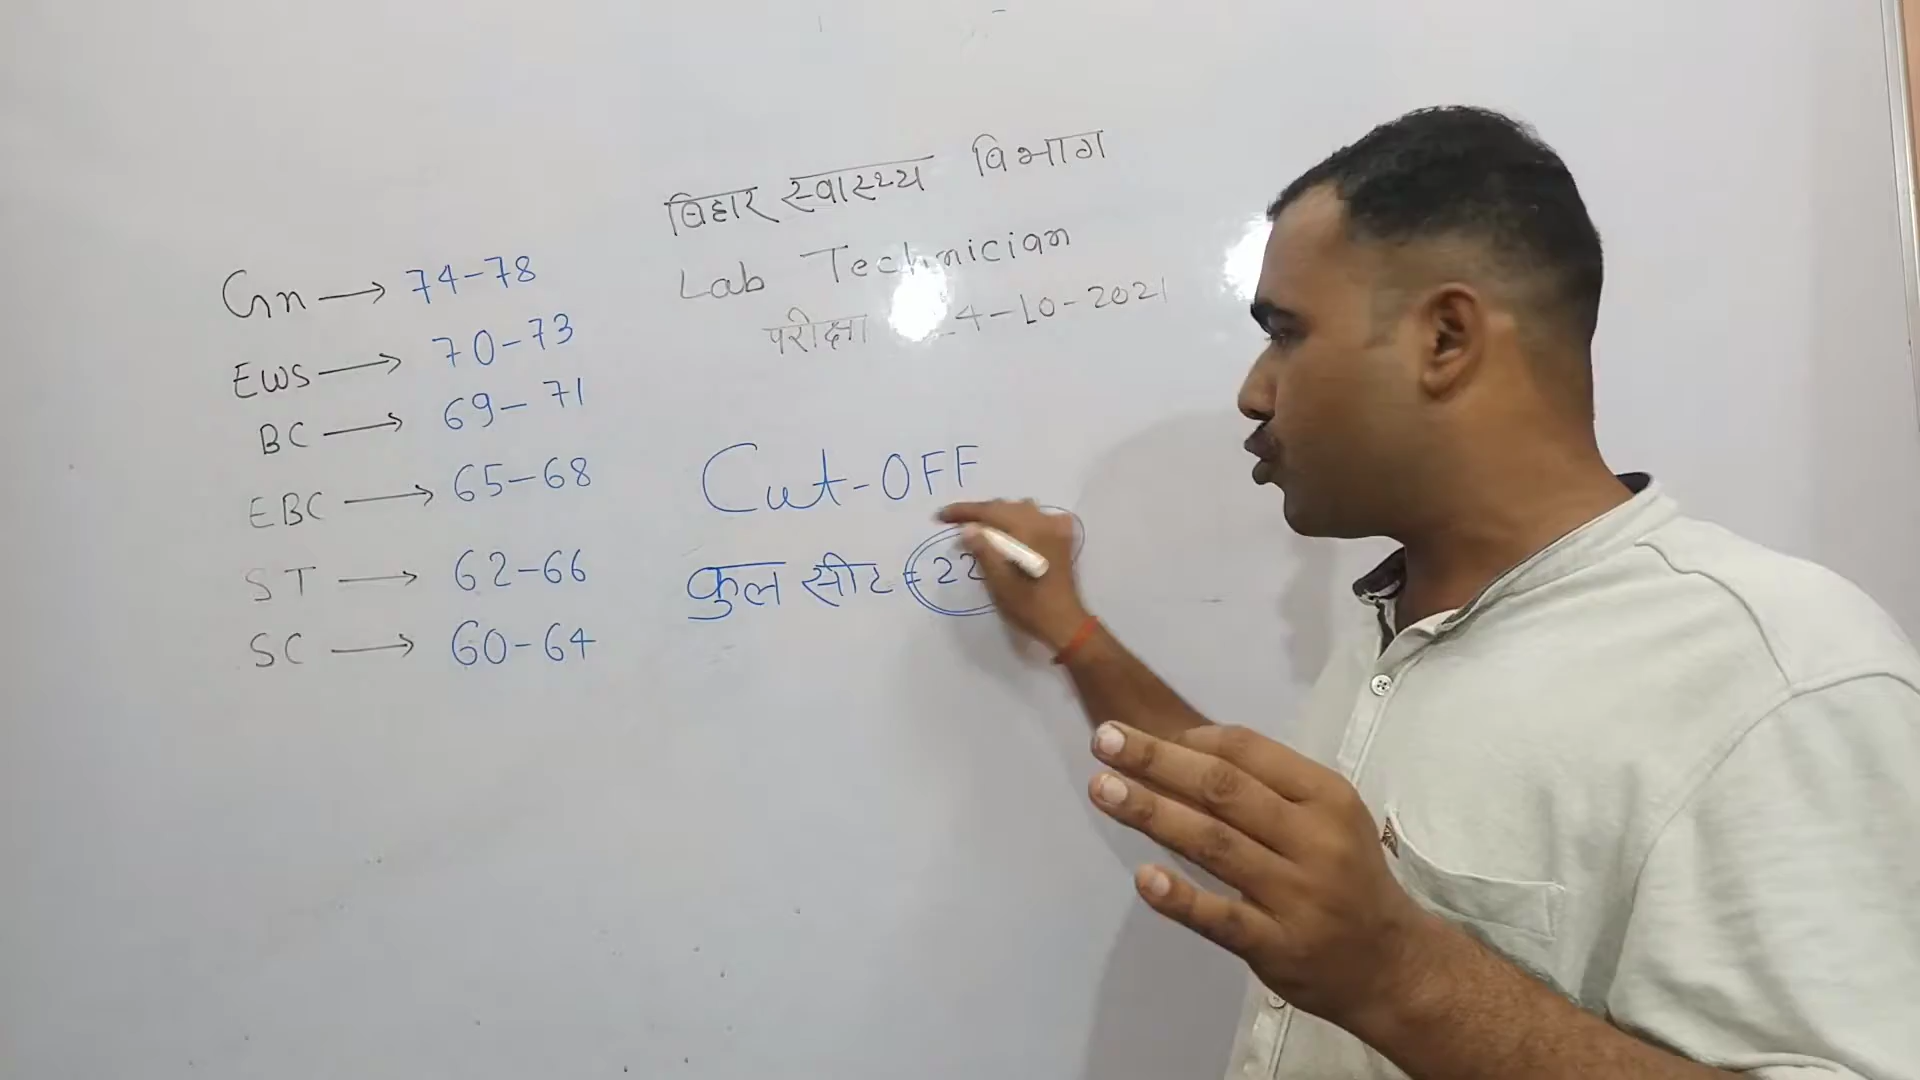 बिहार स्वास्थ्य विभाग
Lab Technician
परीक्षा 4-10-2021
Gn → 74-78
EWS → 70-73
BC → 69-71
EBC → 65-68
ST → 62-66
SC → 60-64
Cut-OFF
कुल सीट = 22